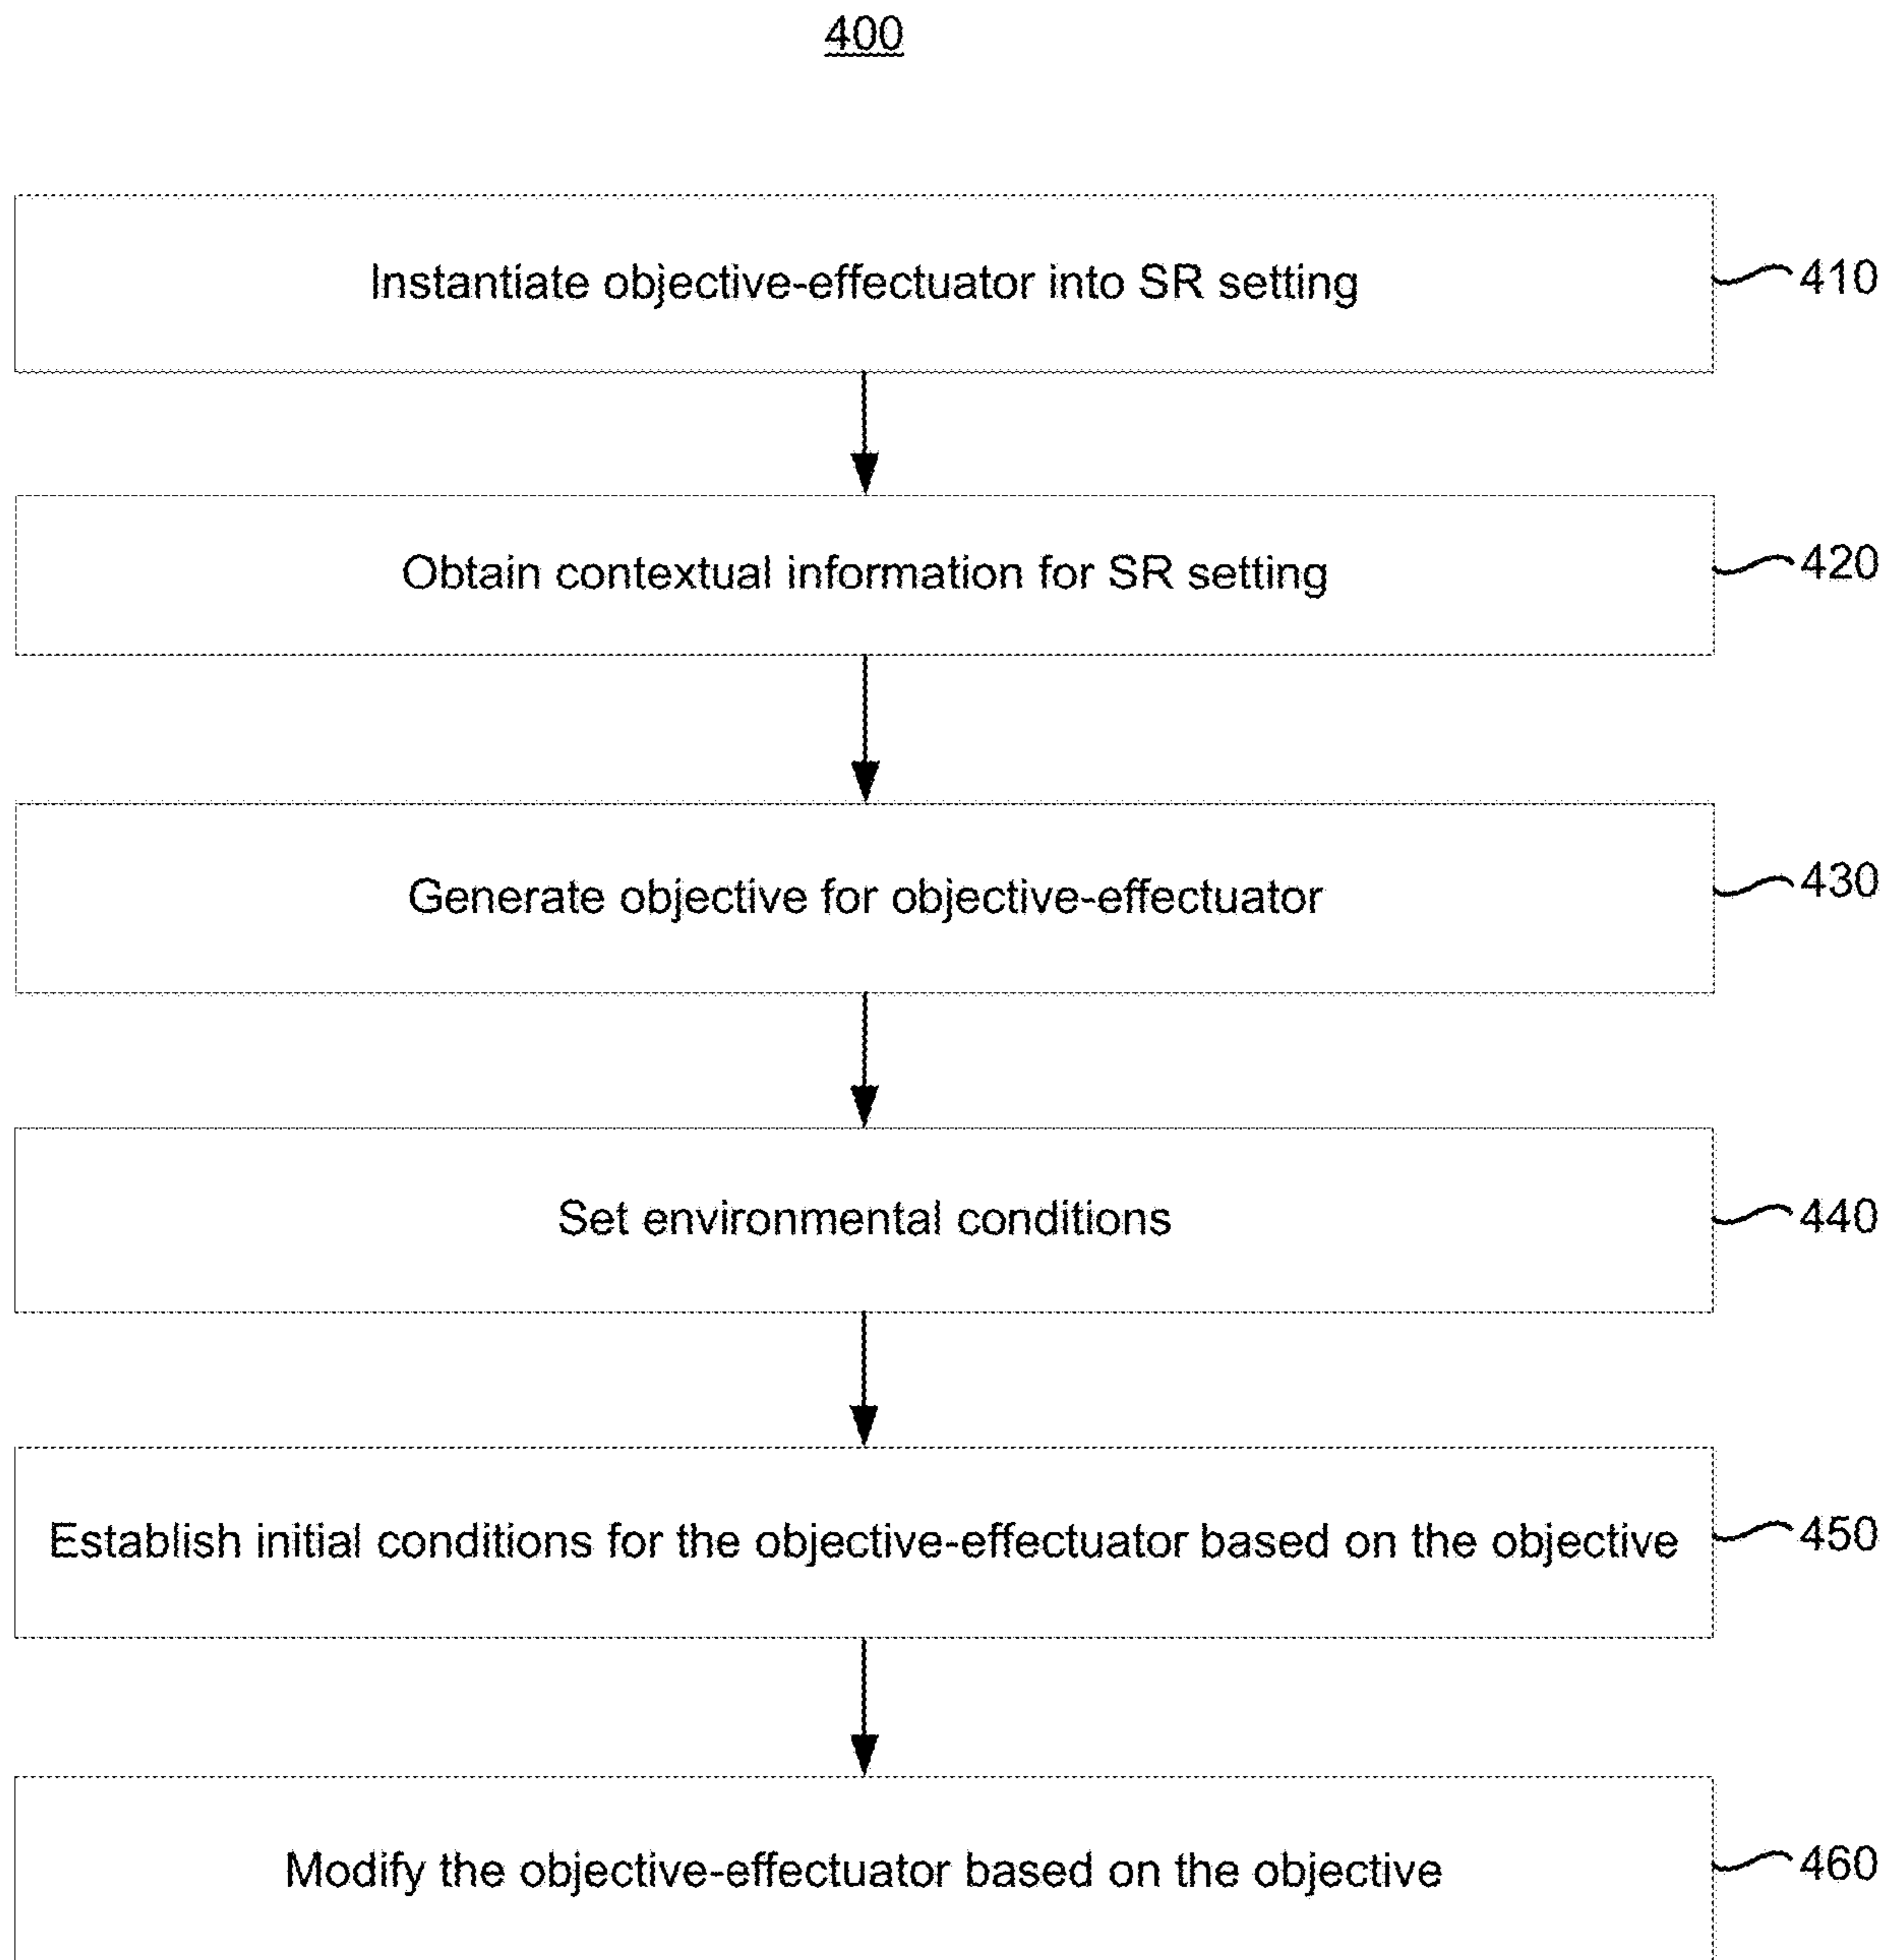 400
Instantiate objective-effectuator into SR setting
410
Obtain contextual information for SR setting
420
Generate objective for objective-effectuator
430
Set environmental conditions
440
Establish initial conditions for the objective-effectuator based on the objective
450
Modify the objective-effectuator based on the objective
460